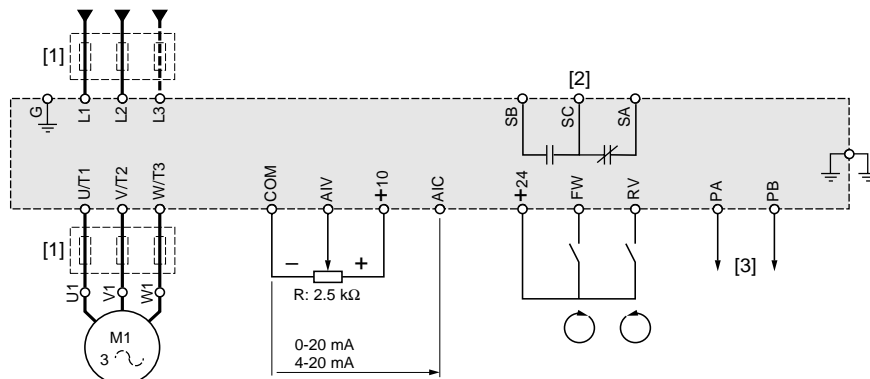 [1]
[2]
G
L1
L2
L3
SB
SC
SA
U/T1
V/T2
W/T3
COM
AIV
+10
AIC
+24
FW
RV
PA
PB
[1]
– +
[3]
R: 2.5 kΩ
U1
V1
W1
M1
3
0-20 mA
4-20 mA